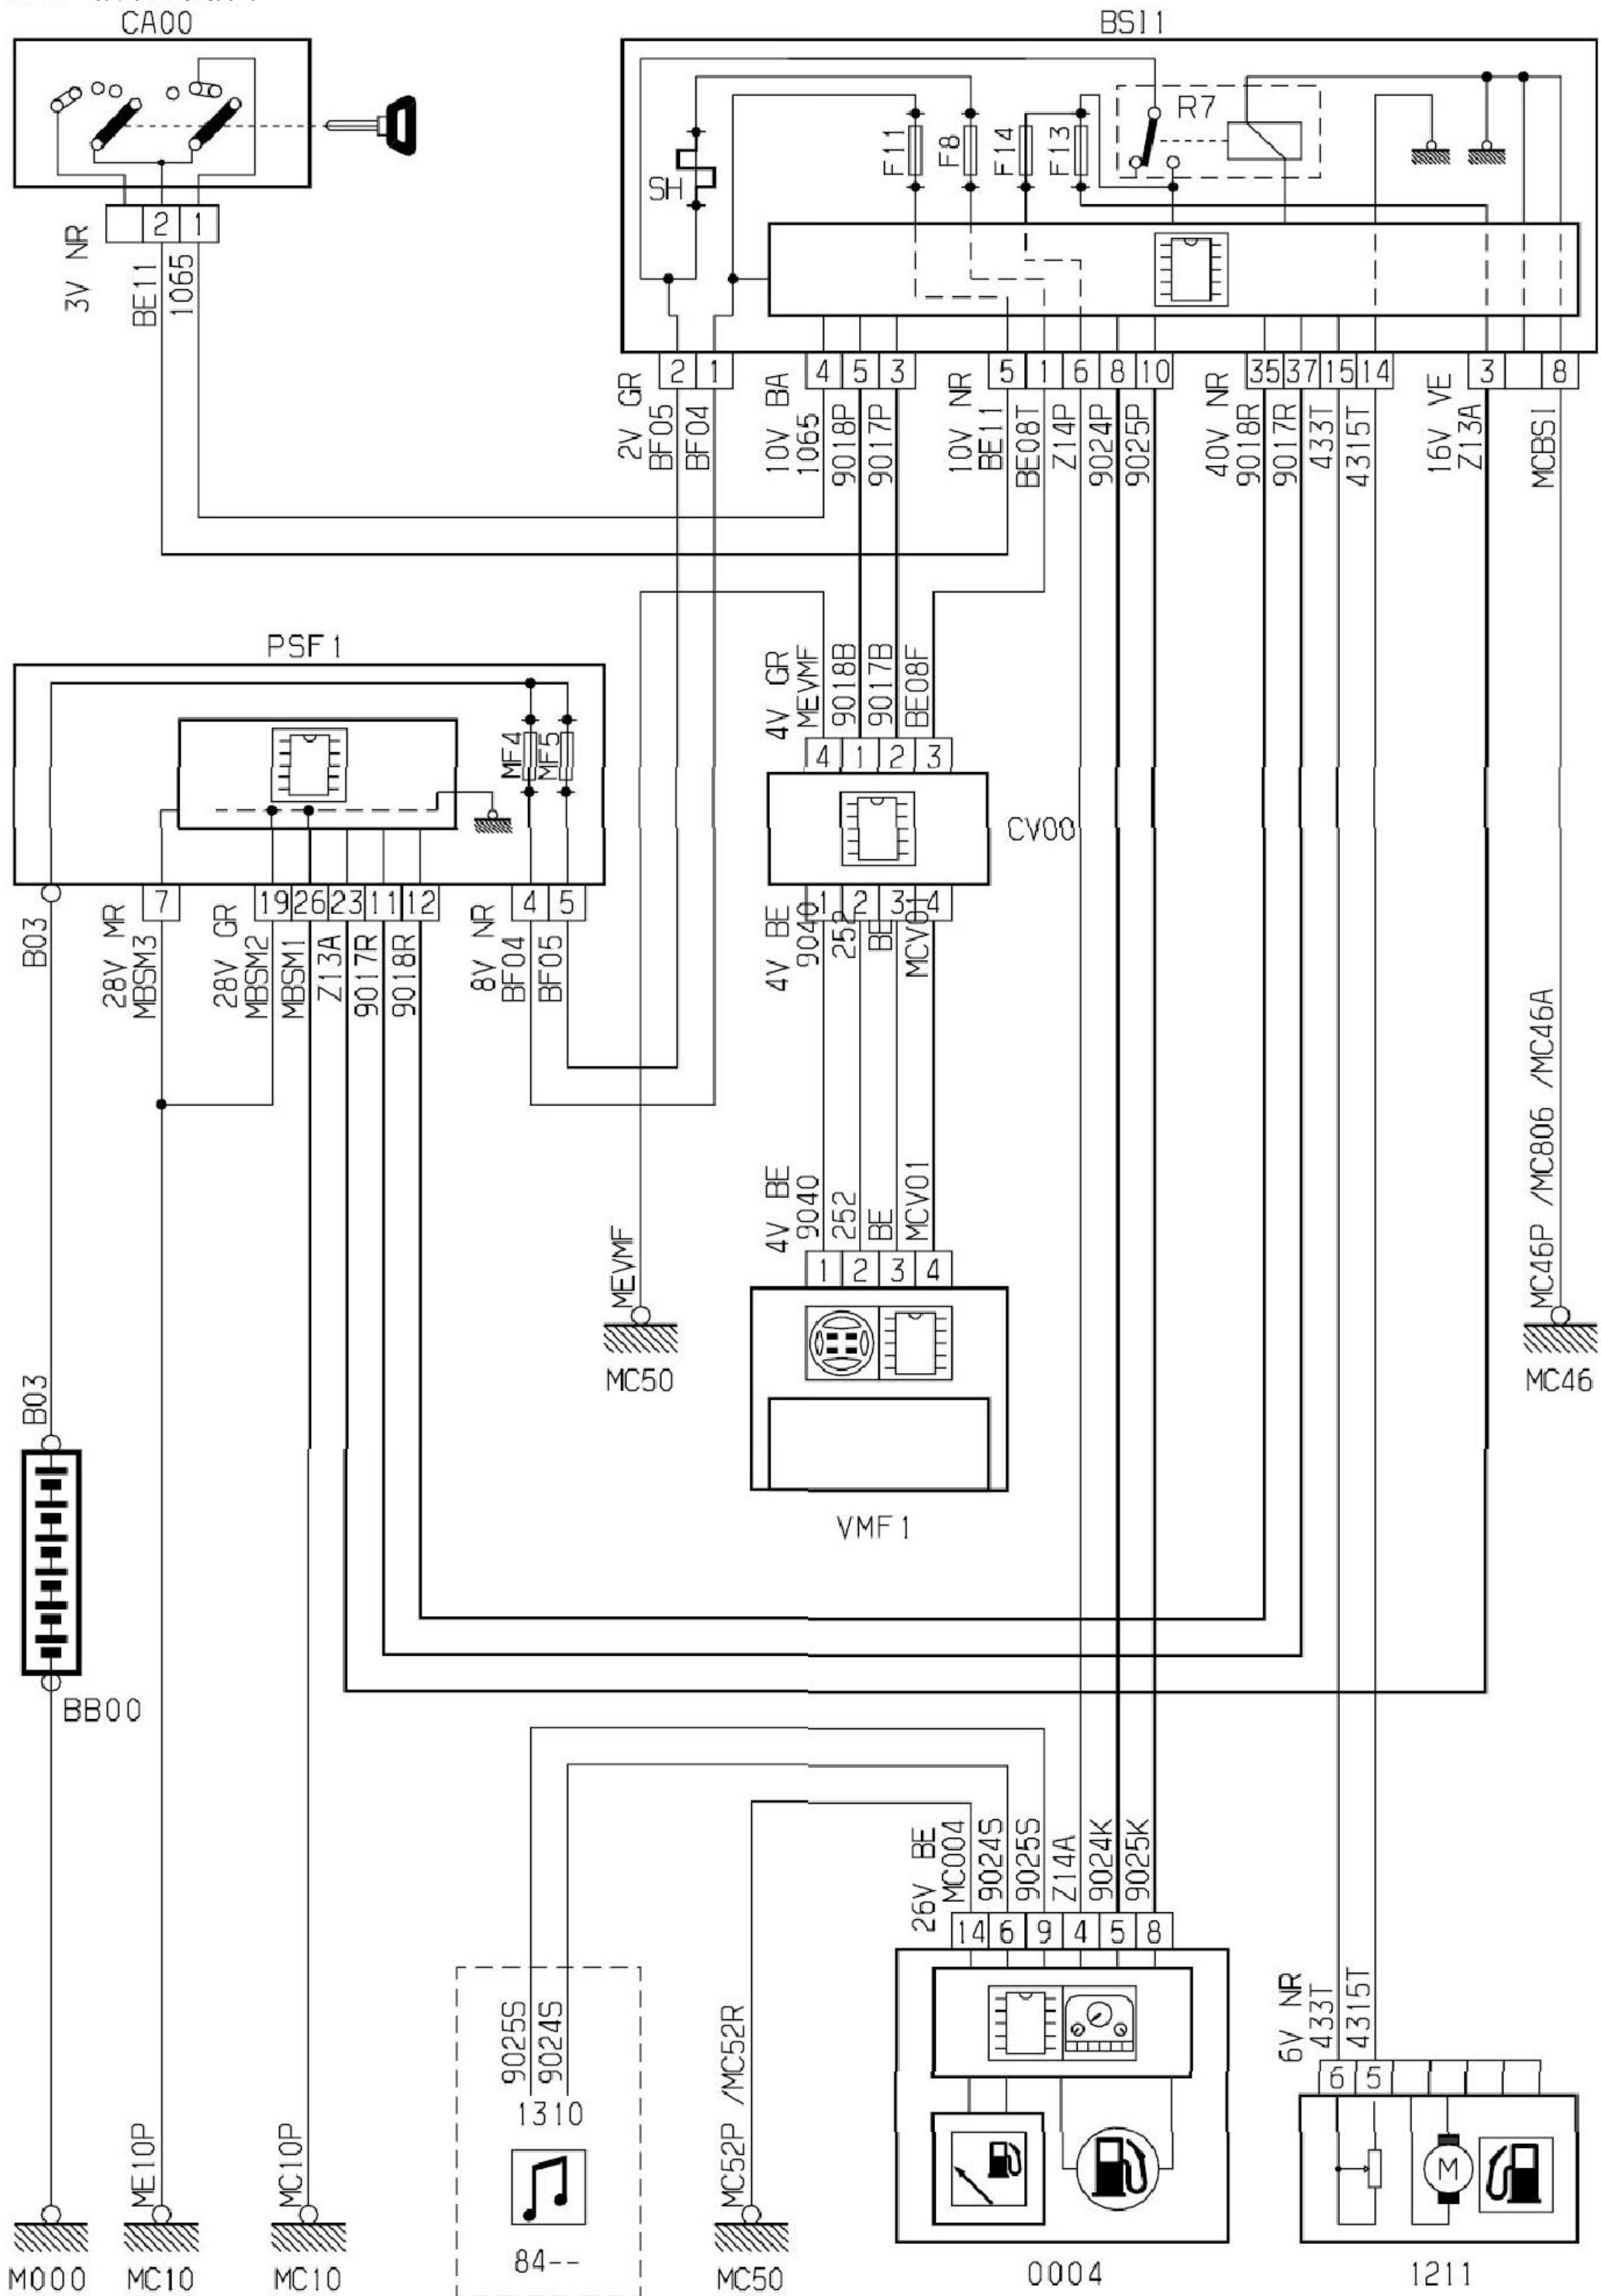 CA00
BSI1
R7
F11
F8
F14
F13
SH
2 1
3V NR
BE11
1065
2 1
4 5 3
5 1 6 8 10
35 37 15 14
3 8
2V GR
BF05
BF04
10V BA
1065
9018P
9017P
10V NR
BE11
BE08T
Z14P
9024P
9025P
40V NR
9018R
9017R
433T
4315T
16V VE
Z13A
MCBSI
PSF1
4V GR
MEVMF
9018B
9017B
BE08F
MF4
MF5
4 1 2 3
CV00
7
19 26 23 11 12
4 5
1 2 3 4
B03
28V MR
MBSM3
28V GR
MBSM2
MBSM1
Z13A
9017R
9018R
8V NR
BF04
BF05
4V BE
9040
252
BE
MCV01
MC46P /MC806 /MC46A
4V BE
9040
252
BE
MCV01
MEVMF
1 2 3 4
MC50
MC46
B03
VMF1
BB00
26V BE
MC004
9024S
9025S
Z14A
9024K
9025K
14 6 9 4 5 8
6V NR
433T
4315T
9025S
9024S
MC52P /MC52R
6 5
1310
ME10P
MC10P
M
M000
MC10
MC10
84--
MC50
0004
1211